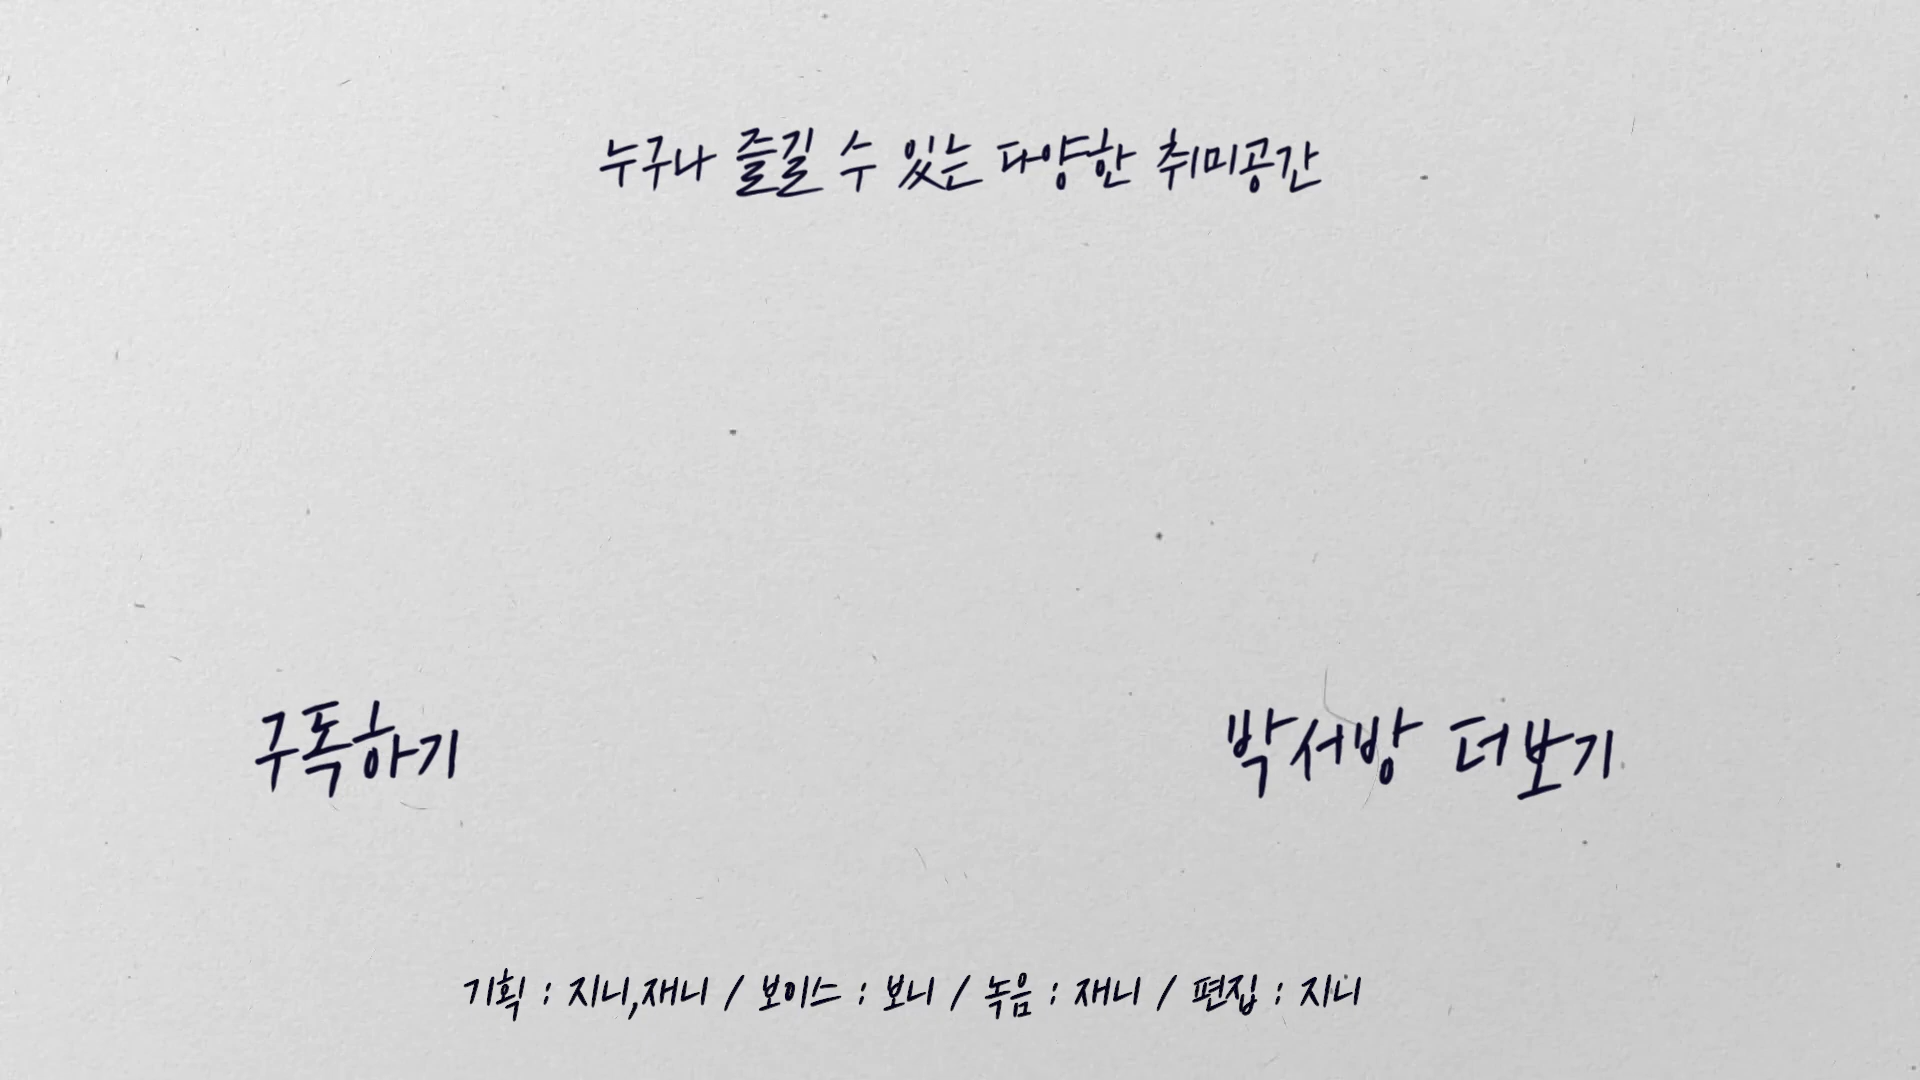 누구나 즐길 수 있는 다양한 취미공간
구독하기
박서방 더보기
기획 : 지니,재니 / 보이스 : 보니 / 녹음 : 재니 / 편집 : 지니